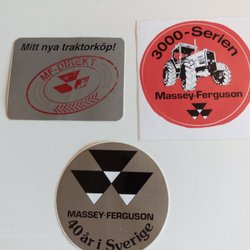 Mitt nya traktorköp!
MF-DIREKT
3000-Serien
Massey-Ferguson
MASSEY-FERGUSON
40 år i Sverige